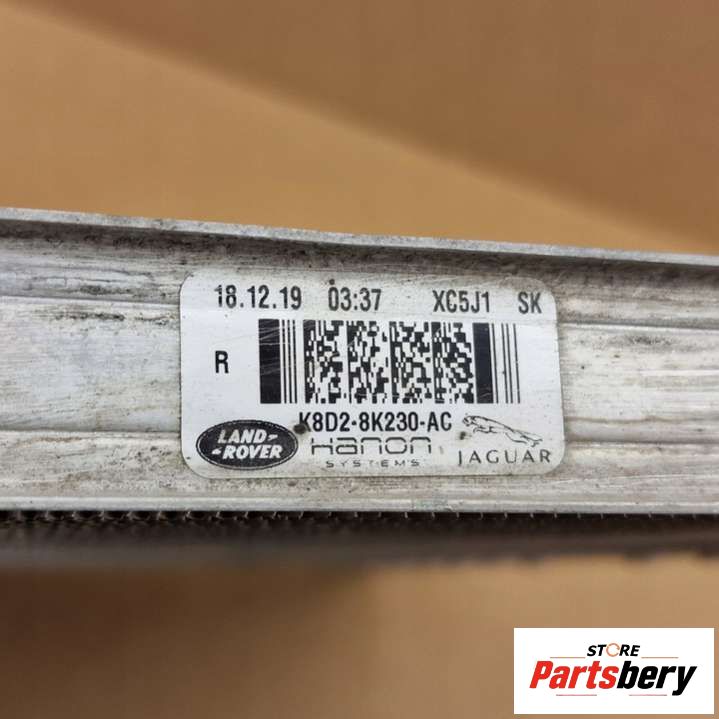 18.12.19 03:37 XC5J1 SK
R
K8D2-8K230-AC
LAND-
-ROVER
Hanon
SYSTEMS
JAGUAR
STORE
Partsbery